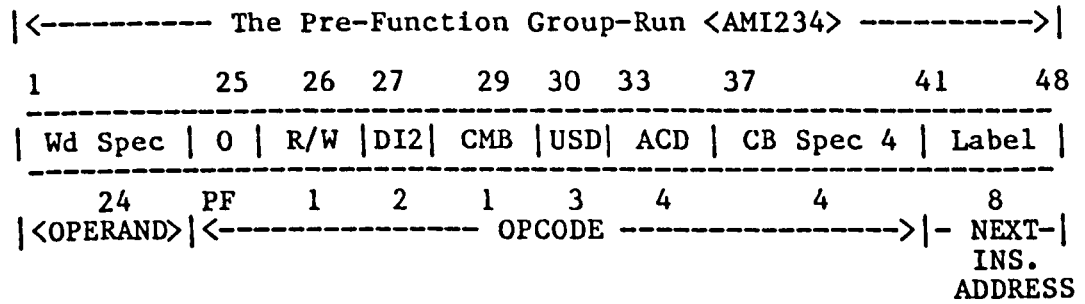 |<---------- The Pre-Function Group-Run <AMI234> ---------->|
1 25 26 27 29 30 33 37 41 48
| Wd Spec | 0 | R/W |DI2| CMB |USD| ACD | CB Spec 4 | Label |
24 PF 1 2 1 3 4 4 8
|<OPERAND>|<---------------- OPCODE ----------------->|- NEXT-|
INS.
ADDRESS